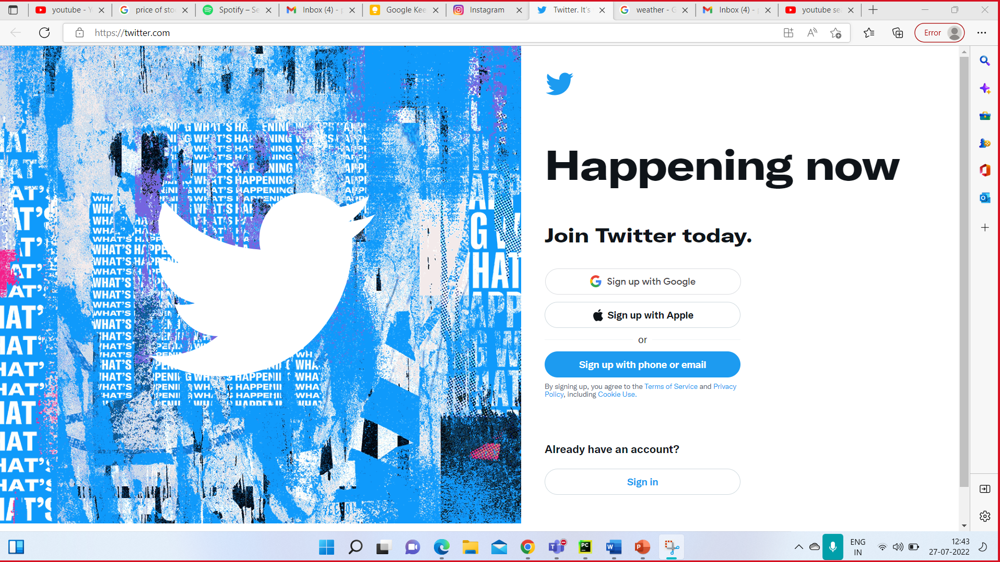 youtube - Y
price of sto
Spotify – Se
Inbox (4) - p
Google Kee
Instagram
Twitter. It's
weather - G
Inbox (4) - p
youtube se
https://twitter.com
Error
Happening now
Join Twitter today.
Sign up with Google
Sign up with Apple
or
Sign up with phone or email
By signing up, you agree to the Terms of Service and Privacy
Policy, including Cookie Use.
Already have an account?
Sign in
WHAT'S HAPPENING
ENG
IN
12:43
27-07-2022